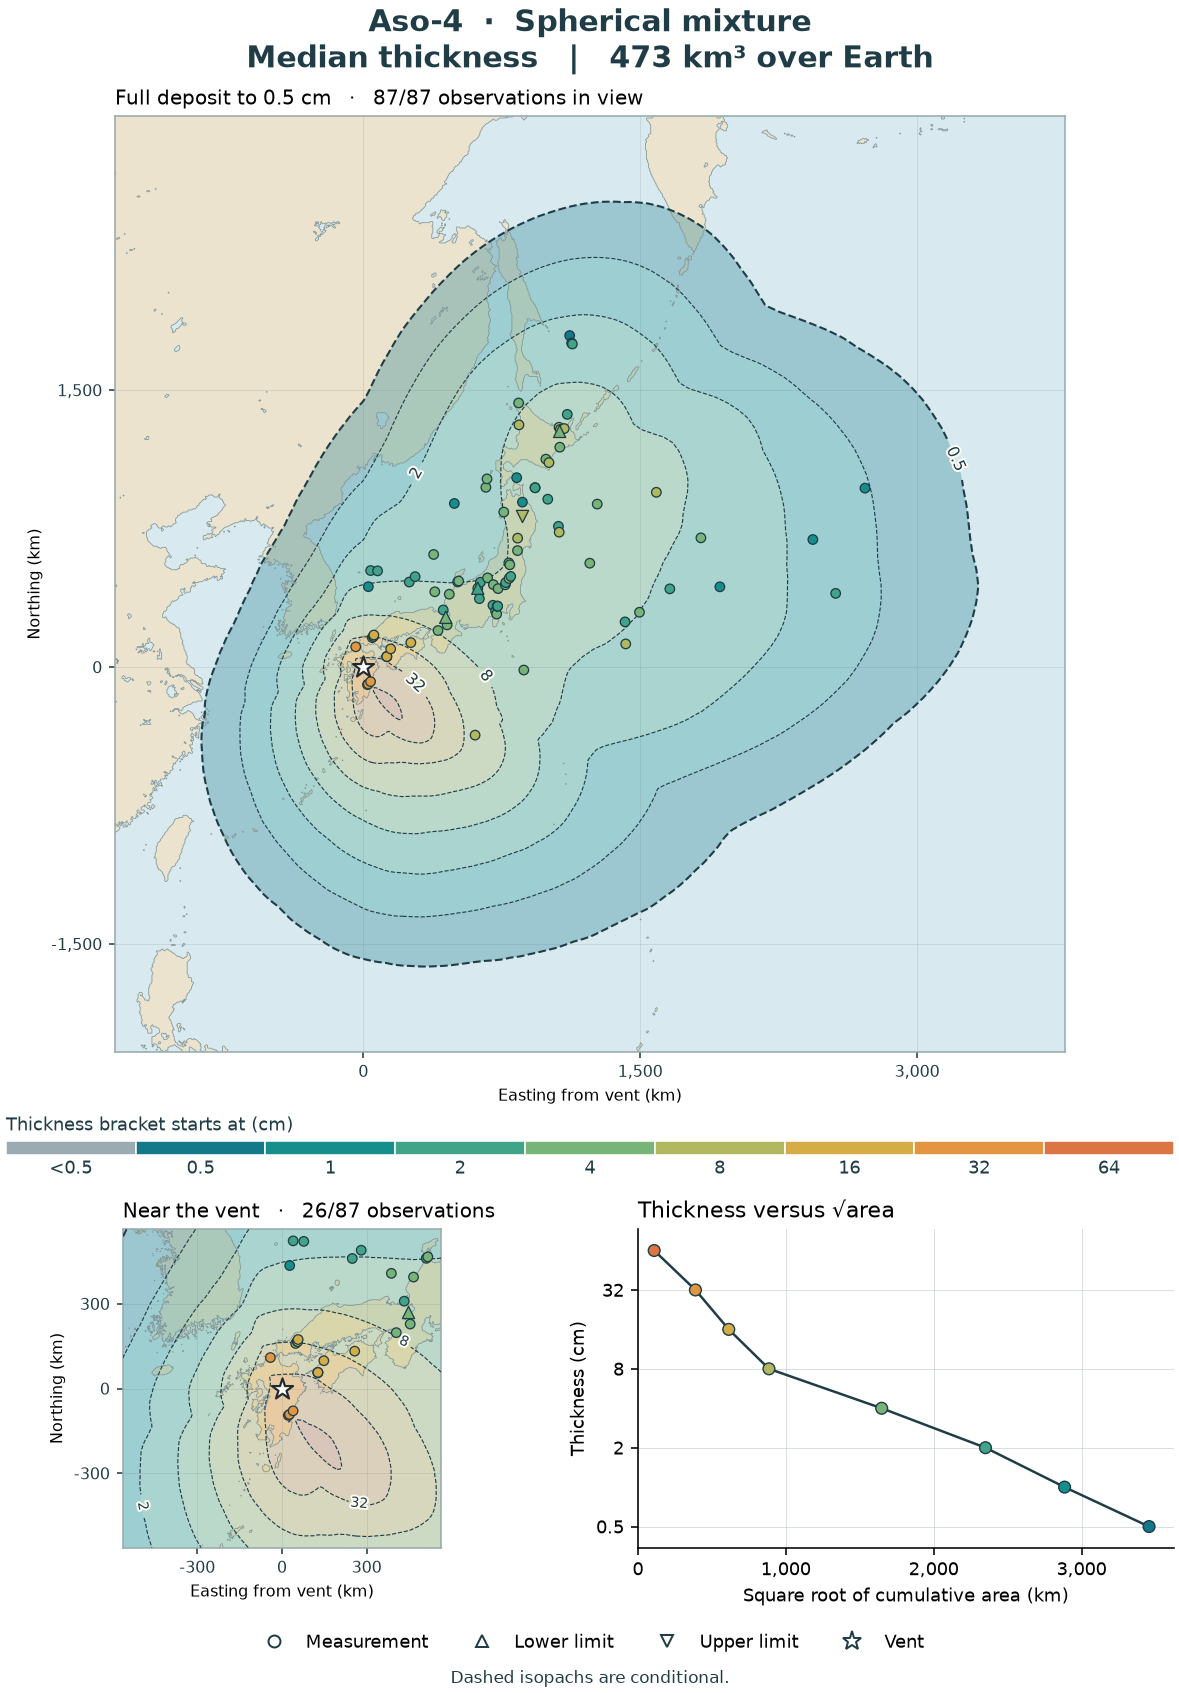 Aso-4 · Spherical mixture
Median thickness | 473 km³ over Earth
Full deposit to 0.5 cm · 87/87 observations in view
1,500
0
-1,500
Northing (km)
2
0.5
8
32
0
1,500
3,000
Easting from vent (km)
Thickness bracket starts at (cm)
<0.5
0.5
1
2
4
8
16
32
64
Near the vent · 26/87 observations
300
0
-300
Northing (km)
8
32
2
-300
0
300
Easting from vent (km)
Thickness versus √area
32
8
2
0.5
Thickness (cm)
0
1,000
2,000
3,000
Square root of cumulative area (km)
Measurement
Lower limit
Upper limit
Vent
Dashed isopachs are conditional.